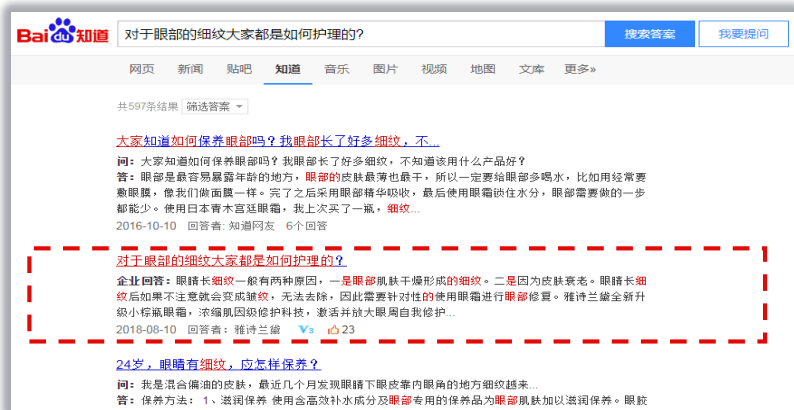 Bai du 知道 对于眼部的细纹大家都是如何护理的? 搜索答案 我要提问
网页 新闻 贴吧 知道 音乐 图片 视频 地图 文库 更多»
共597条结果 筛选答案
大家知道如何保养眼部吗？我眼部长了好多细纹，不...
问：大家知道如何保养眼部吗？我眼部长了好多细纹，不知道该用什么产品好？
答：眼部是最容易暴露年龄的地方，眼部的皮肤最薄也最干，所以一定要给眼部多喝水，比如用经常要
敷眼膜，像我们做面膜一样。完了之后采用眼部精华吸收，最后使用眼霜锁住水分，眼部需要做的一步
都能少。使用日本青木宫廷眼霜，我上次买了一瓶，细纹...
2016-10-10 回答者: 知道网友 6个回答
对于眼部的细纹大家都是如何护理的?
企业回答：眼睛长细纹一般有两种原因，一是眼部肌肤干燥形成的细纹。二是因为皮肤衰老。眼睛长细
纹后如果不注意就会变成皱纹，无法去除，因此需要针对性的使用眼霜进行眼部修复。雅诗兰黛全新升
级小棕瓶眼霜，浓缩肌因级修护科技，激活并放大眼周自我修护...
2018-08-10 回答者：雅诗兰黛 V3 23
24岁，眼睛有细纹，应怎样保养？
问：我是混合偏油的皮肤，最近几个月发现眼睛下眼皮靠内眼角的地方细纹越来...
答：保养方法： 1、滋润保养 使用含高效补水成分及眼部专用的保养品为眼部肌肤加以滋润保养。眼胶